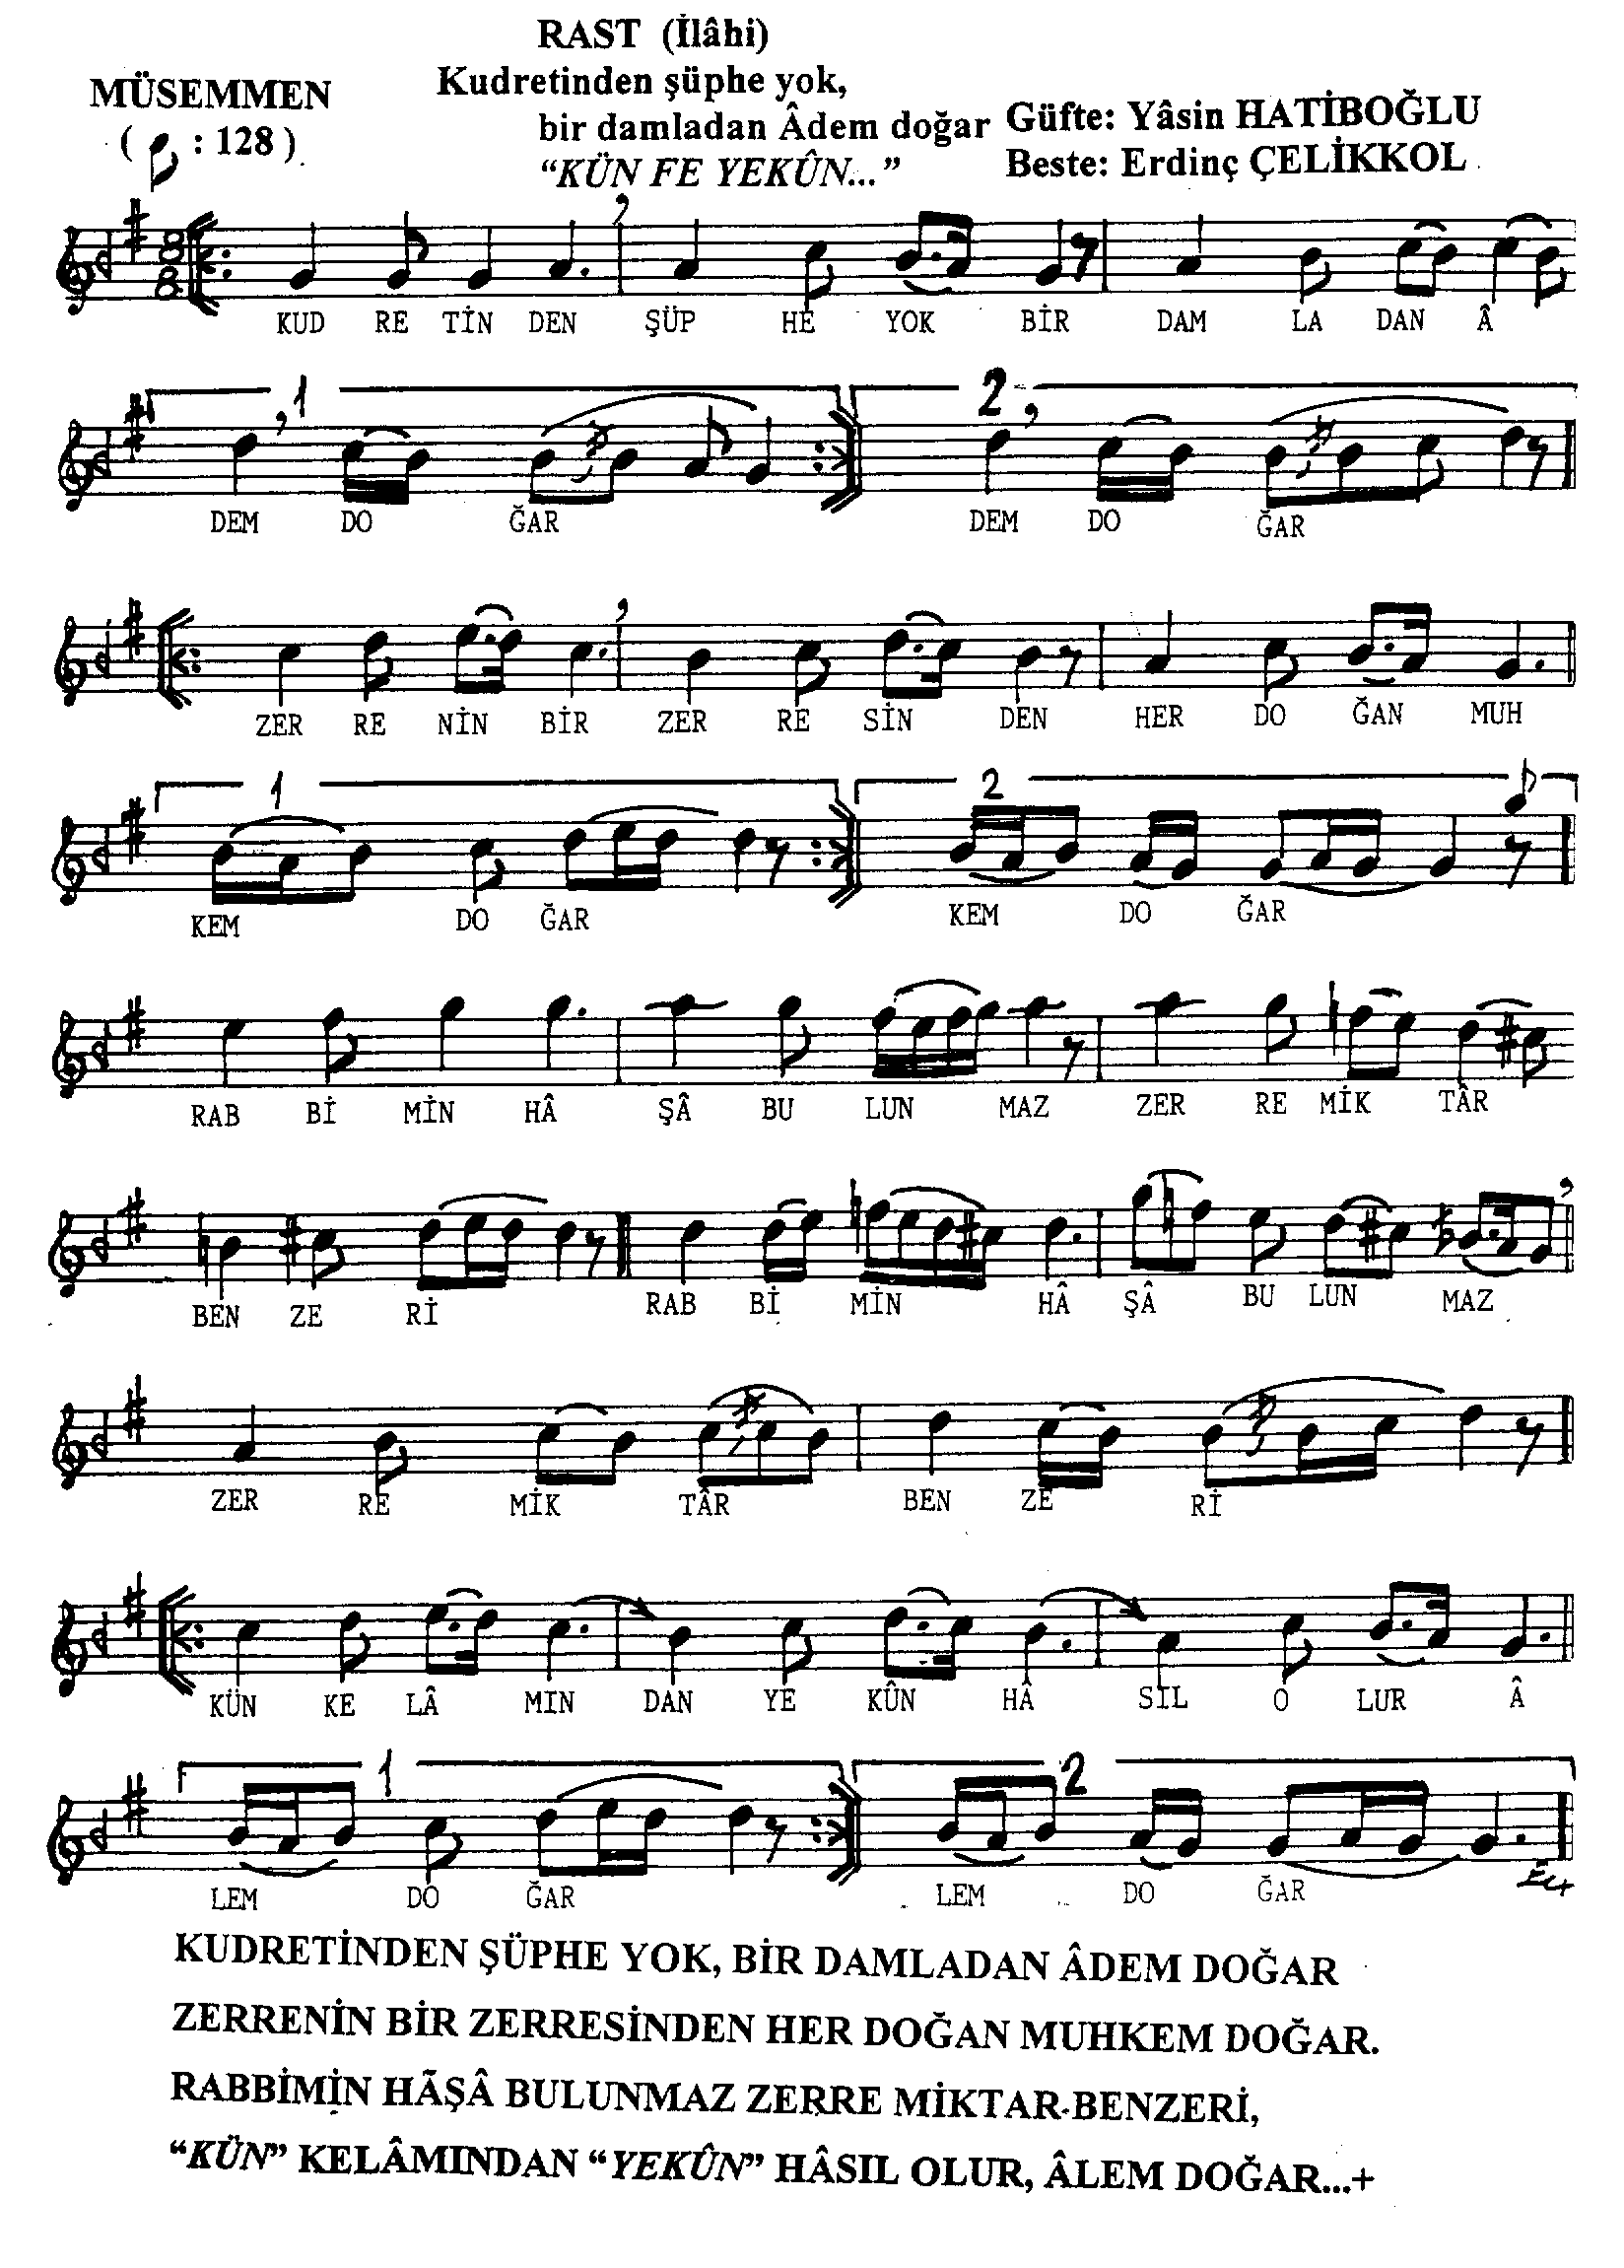 RAST (İlâhi)
MÜSEMMEN
( : 128)
Kudretinden şüphe yok,
bir damladan Âdem doğar
“KÜN FE YEKÛN...”
Güfte: Yâsin HATİBOĞLU
Beste: Erdinç ÇELİKKOL
KUD RE TİN DEN ŞÜP HE YOK BİR DAM LA DAN Â
1 2
DEM DO ĞAR DEM DO ĞAR
ZER RE NİN BİR ZER RE SİN DEN HER DO ĞAN MUH
1 2
KEM DO ĞAR KEM DO ĞAR
RAB Bİ MİN HÂ ŞÂ BU LUN MAZ ZER RE MİK TÂR
BEN ZE Rİ RAB Bİ MİN HÂ ŞÂ BU LUN MAZ
ZER RE MİK TÂR BEN ZE Rİ
KÜN KE LÂ MIN DAN YE KÛN HÂ SIL O LUR Â
1 2
LEM DO ĞAR LEM DO ĞAR
KUDRETİNDEN ŞÜPHE YOK, BİR DAMLADAN ÂDEM DOĞAR
ZERRENİN BİR ZERRESİNDEN HER DOĞAN MUHKEM DOĞAR.
RABBİMİN HÃŞÂ BULUNMAZ ZERRE MİKTAR BENZERİ,
“KÜN” KELÂMINDAN “YEKÛN” HÂSIL OLUR, ÂLEM DOĞAR...+